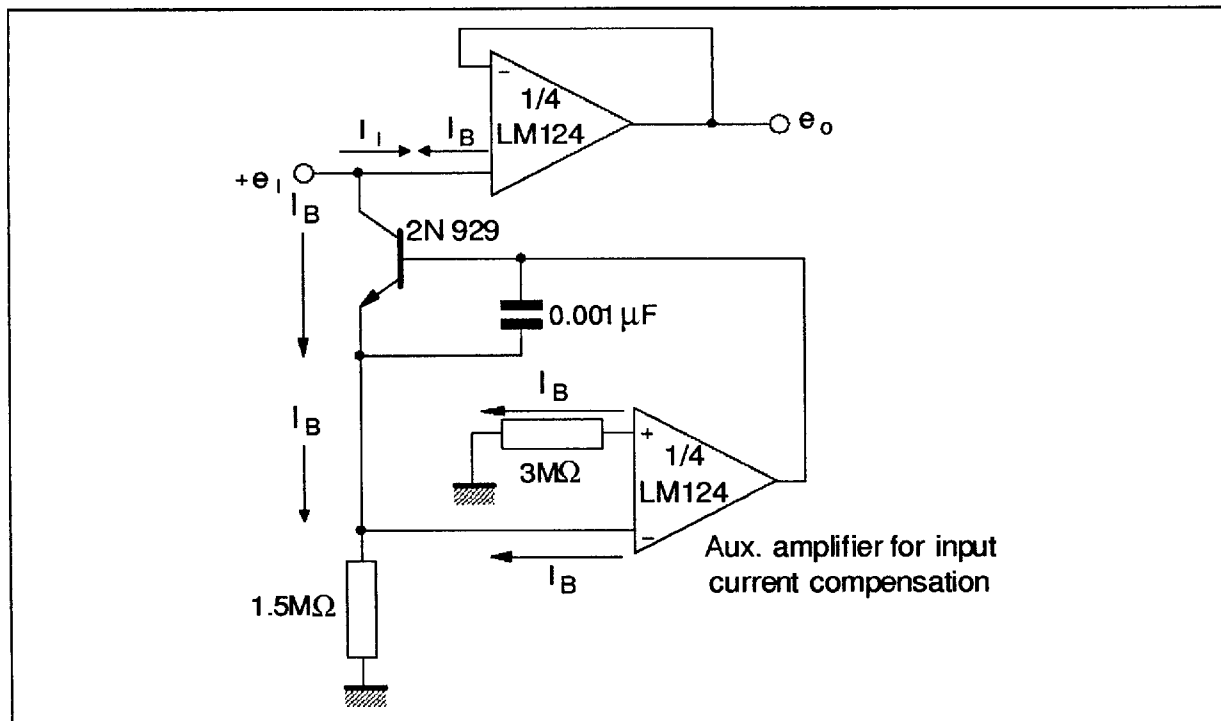 -
1/4
LM124
e o
I I
I B
+e I
I B
2N 929
0.001 µF
I B
I B
+
1/4
3MΩ
LM124
-
I B
Aux. amplifier for input
current compensation
1.5MΩ